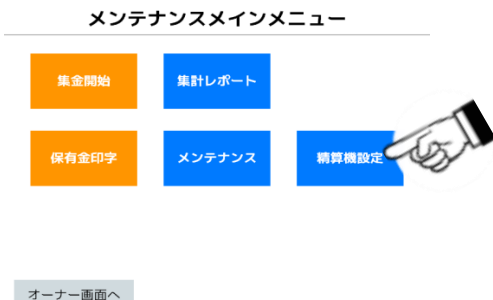 メンテナンスメインメニュー
集金開始
集計レポート
保有金印字
メンテナンス
精算機設定
オーナー画面へ